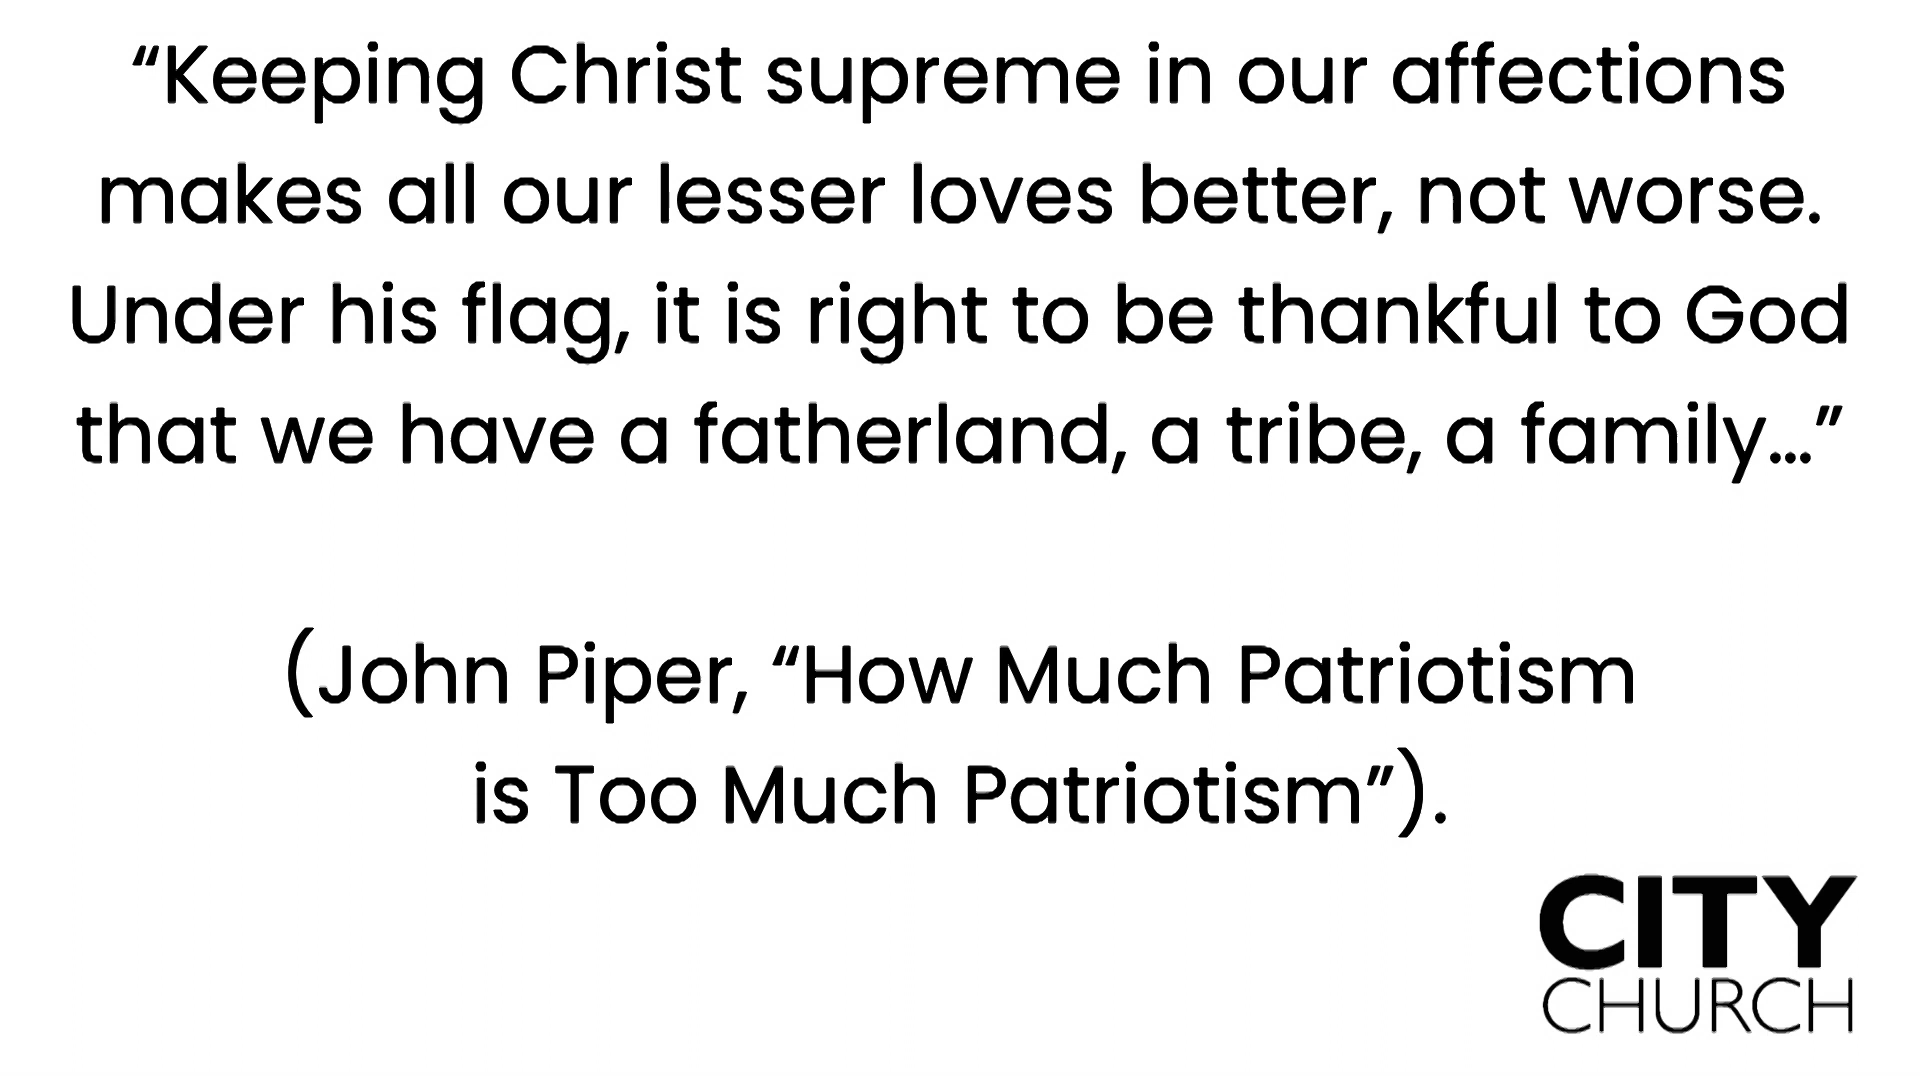 “Keeping Christ supreme in our affections
makes all our lesser loves better, not worse.
Under his flag, it is right to be thankful to God
that we have a fatherland, a tribe, a family…”
(John Piper, “How Much Patriotism
is Too Much Patriotism”).
CITY
CHURCH